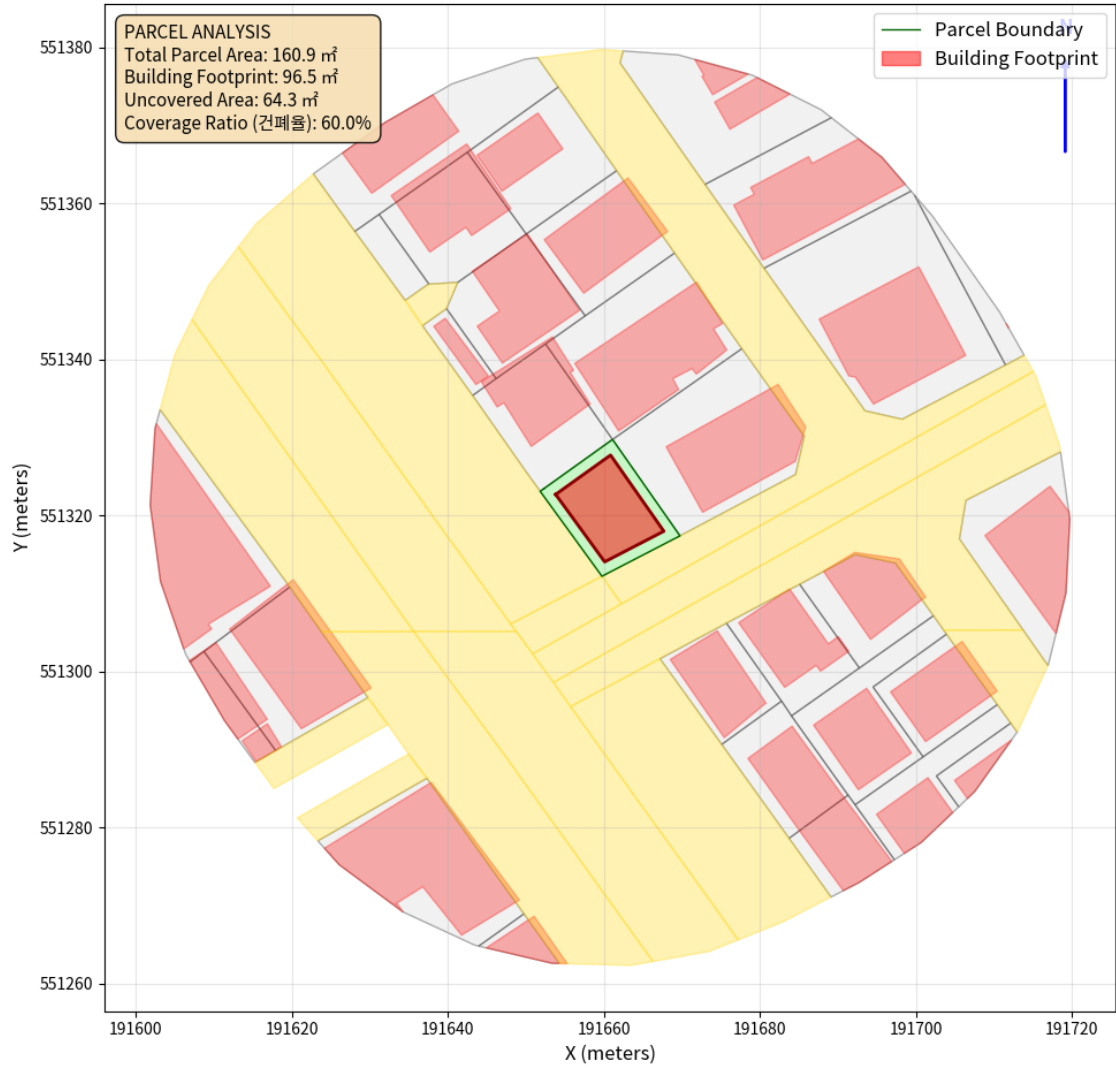 PARCEL ANALYSIS
Total Parcel Area: 160.9 ㎡
Building Footprint: 96.5 ㎡
Uncovered Area: 64.3 ㎡
Coverage Ratio (건폐율): 60.0%
Parcel Boundary
Building Footprint
N
551380
551360
551340
551320
551300
551280
551260
Y (meters)
191600
191620
191640
191660
191680
191700
191720
X (meters)